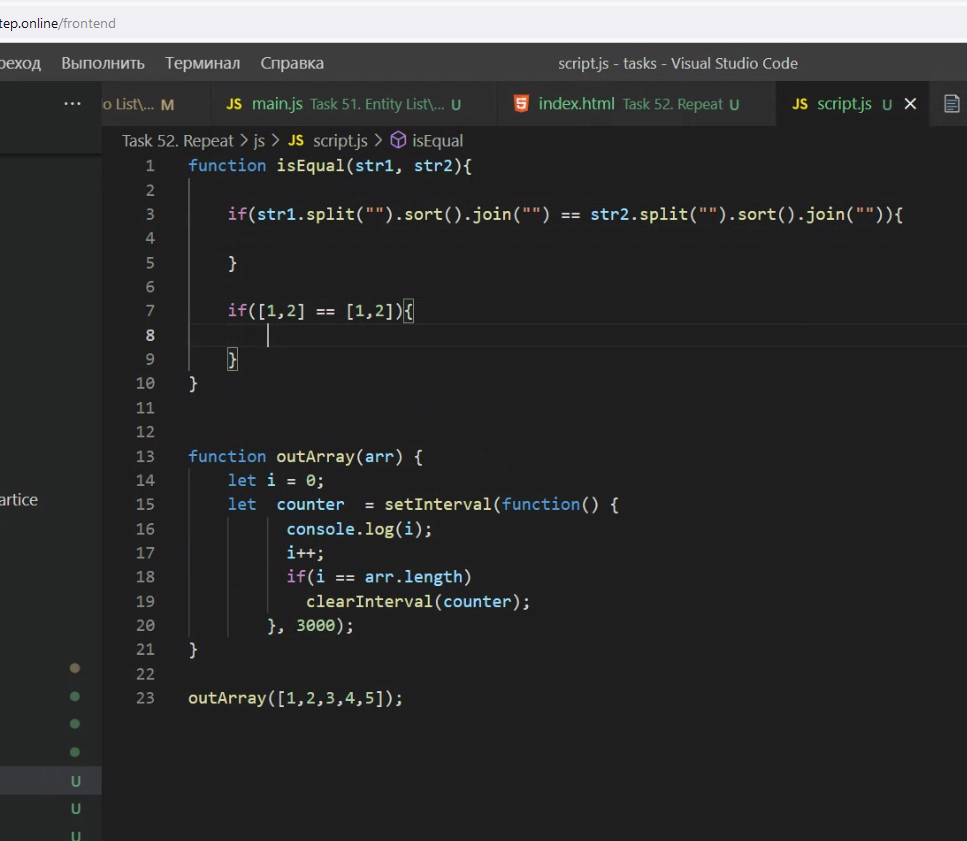 tep.online/frontend
реход Выполнить Терминал Справка script.js - tasks - Visual Studio Code
··· o List\... M JS main.js Task 51. Entity List\... U index.html Task 52. Repeat U JS script.js U ✕
Task 52. Repeat > js > JS script.js > isEqual
1 function isEqual(str1, str2){
2
3 if(str1.split("").sort().join("") == str2.split("").sort().join("")){
4
5 }
6
7 if([1,2] == [1,2]){
8
9 }
10 }
11
12
13 function outArray(arr) {
14 let i = 0;
15 let counter = setInterval(function() {
artice
16 console.log(i);
17 i++;
18 if(i == arr.length)
19 clearInterval(counter);
20 }, 3000);
21 }
22
23 outArray([1,2,3,4,5]);
U
U
U